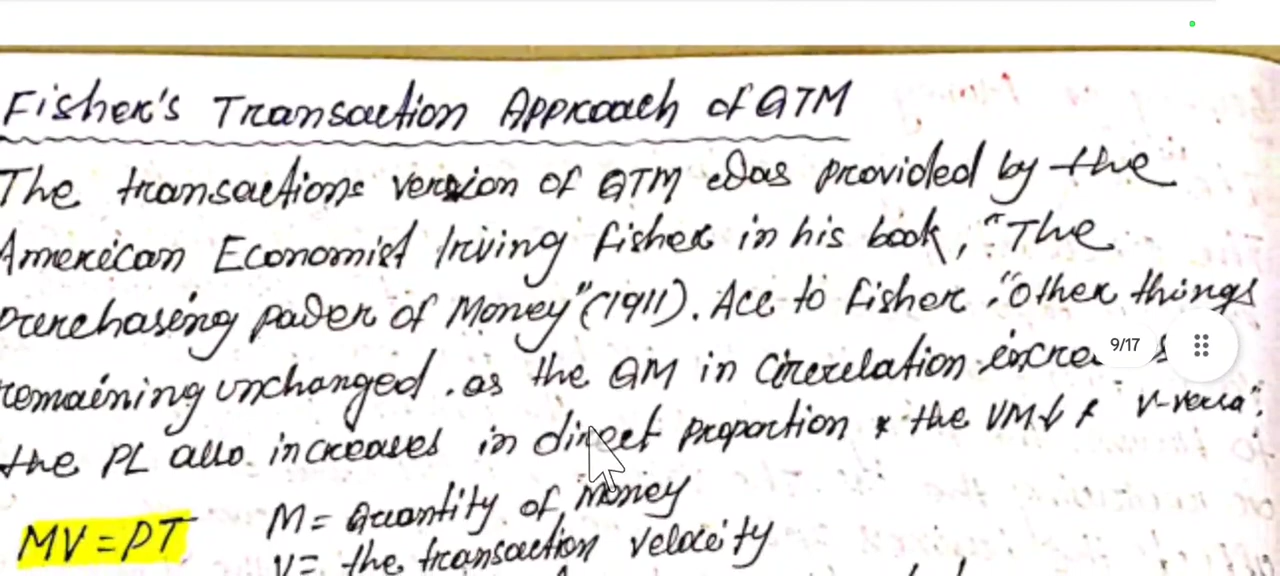 Fisher's Transaction Approach of QTM
The transactions version of QTM was provided by the
American Economist Irving Fisher in his book, "The
purchasing power of Money" (1911). Acc to Fisher, "Other things
remaining unchanged. as the QM in circulation increa s
the PL also increases in direct proportion & the VM↓ & v-versa".
9/17
MV = PT
M = Quantity of Money
V = the transaction velocity